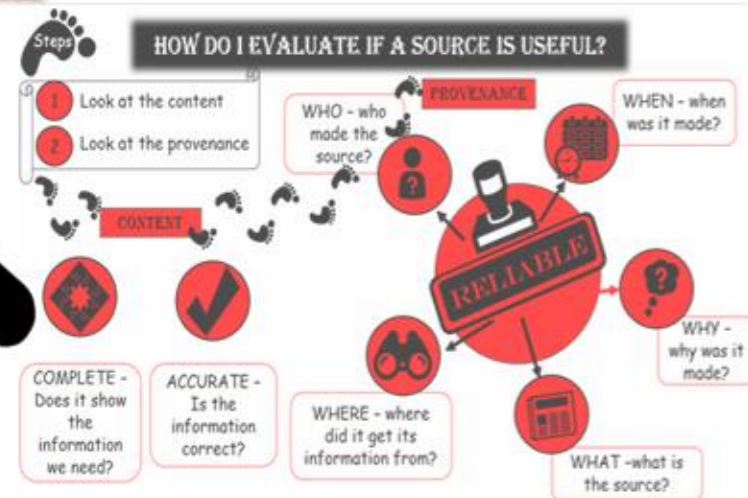 Steps
HOW DO I EVALUATE IF A SOURCE IS USEFUL?
1 Look at the content
2 Look at the provenance
CONTENT
COMPLETE -
Does it show
the
information
we need?
ACCURATE -
Is the
information
correct?
PROVENANCE
WHO - who
made the
source?
WHEN - when
was it made?
RELIABLE
WHY -
why was it
made?
WHERE - where
did it get its
information from?
WHAT -what is
the source?